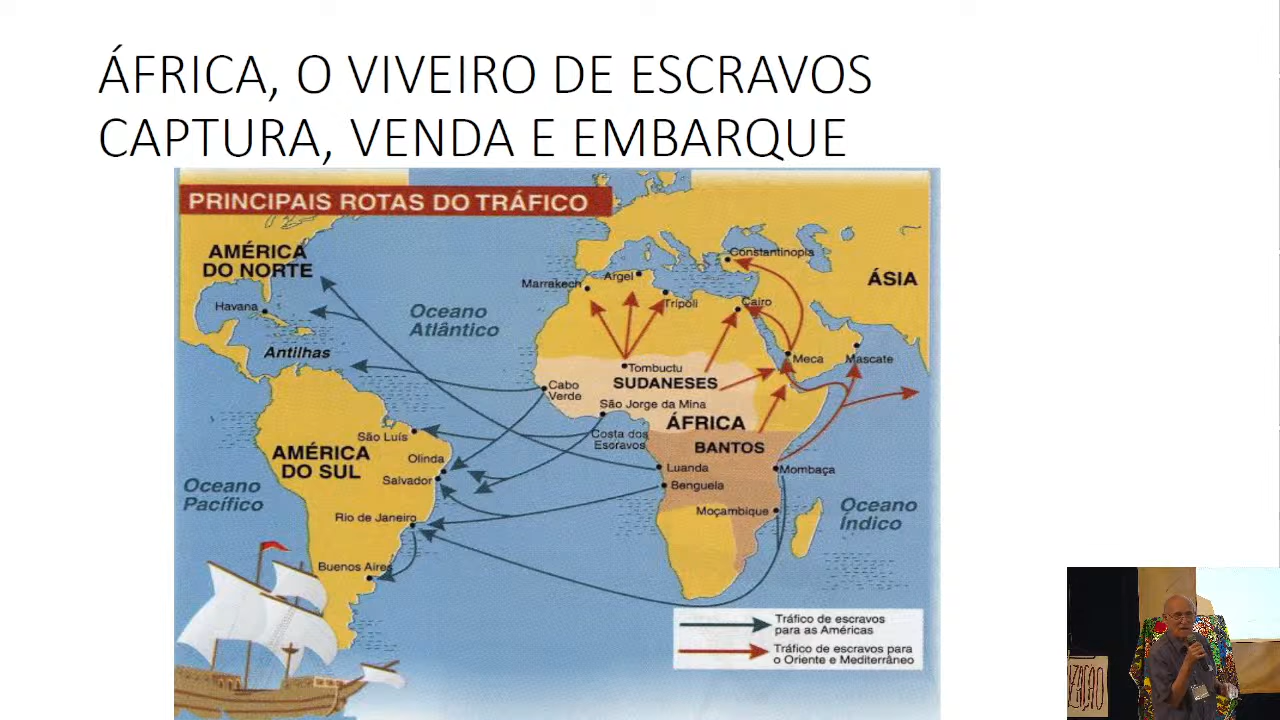 ÁFRICA, O VIVEIRO DE ESCRAVOS
CAPTURA, VENDA E EMBARQUE
PRINCIPAIS ROTAS DO TRÁFICO
AMÉRICA
DO NORTE
Havana
Antilhas
Oceano
Atlântico
Constantinopla
ÁSIA
Marrakech
Argel
Trípoli
Cairo
Meca
Mascate
Tombuctu
SUDANESES
Cabo
Verde
São Jorge da Mina
ÁFRICA
Costa dos
Escravos
BANTOS
São Luís
AMÉRICA
DO SUL
Olinda
Salvador
Luanda
Benguela
Mombaça
Oceano
Pacífico
Rio de Janeiro
Moçambique
Oceano
Índico
Buenos Aires
Tráfico de escravos
para as Américas
Tráfico de escravos para
o Oriente e Mediterrâneo